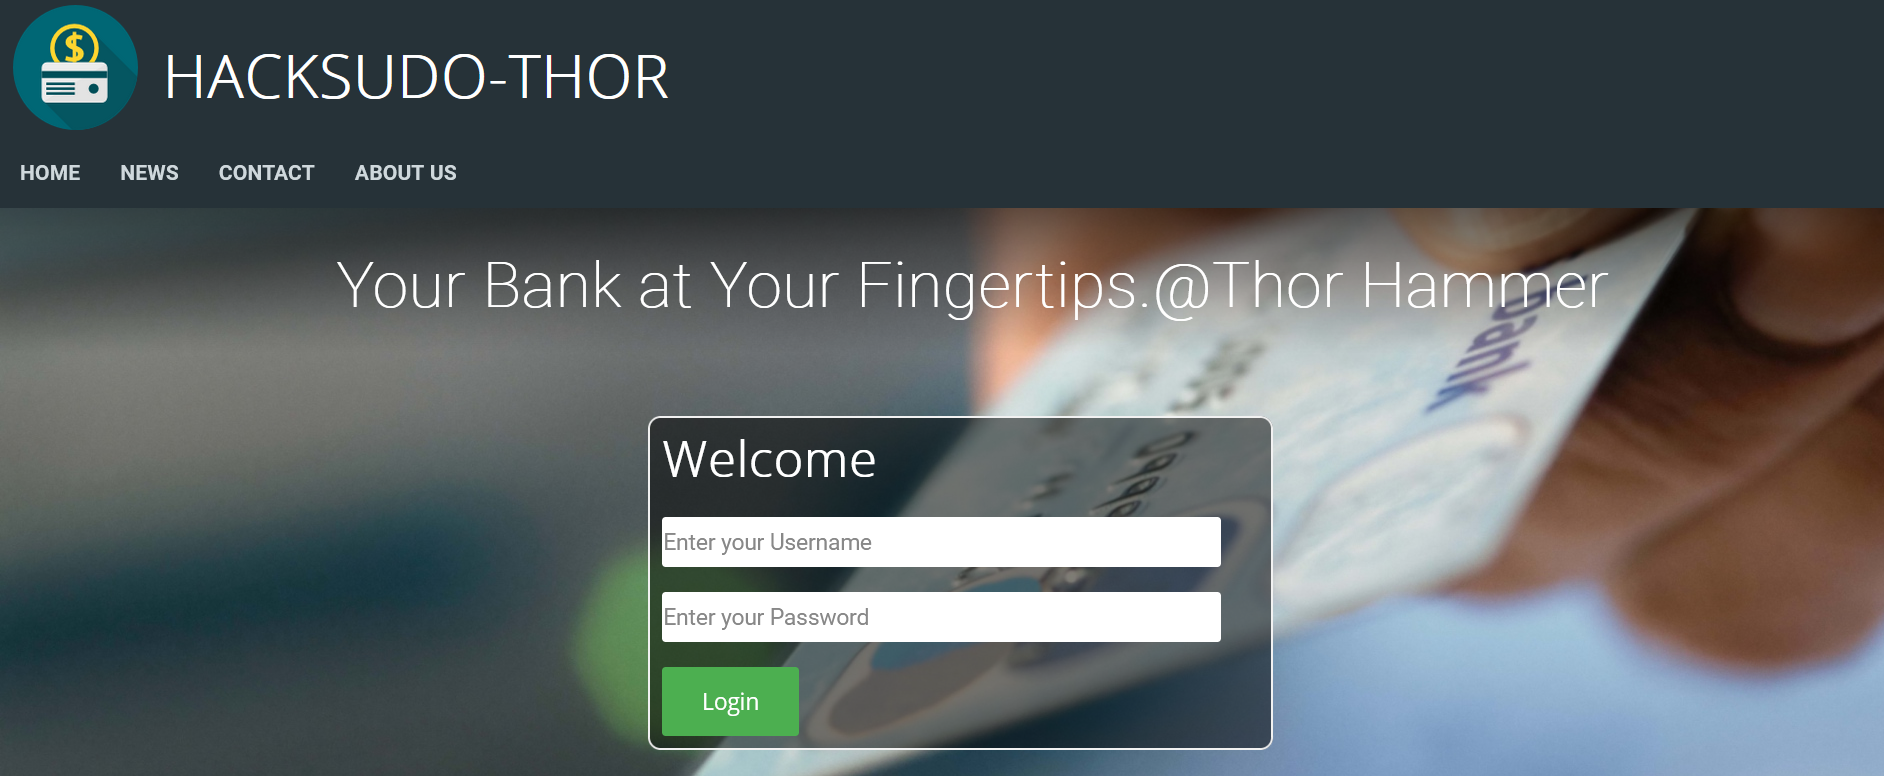 HACKSUDO-THOR
HOME NEWS CONTACT ABOUT US
Your Bank at Your Fingertips.@Thor Hammer
bank
Welcome
Enter your Username
Enter your Password
Login